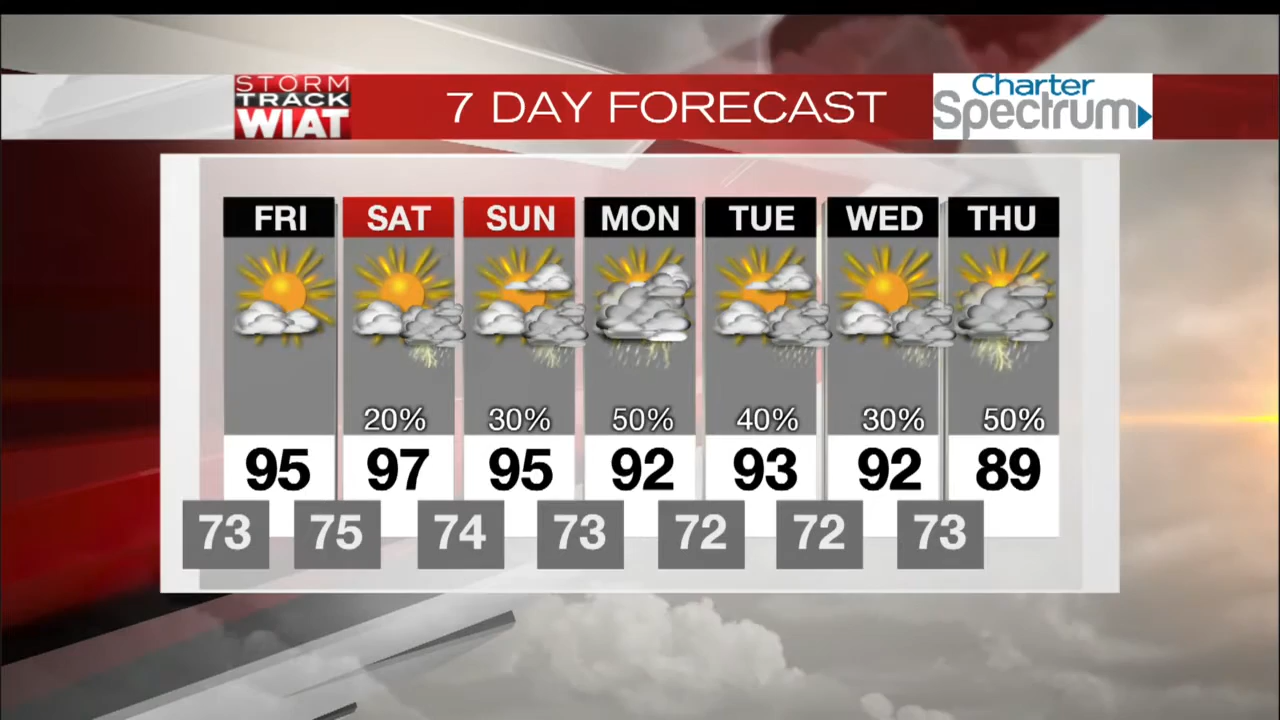 STORM
TRACK
WIAT
7 DAY FORECAST
Charter
Spectrum
FRI SAT SUN MON TUE WED THU
20% 30% 50% 40% 30% 50%
95 97 95 92 93 92 89
73 75 74 73 72 72 73